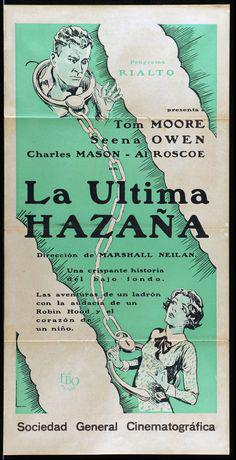 Programa
RIALTO
presenta a
Tom MOORE
Seena OWEN
Charles MASON - Al ROSCOE
en
La Ultima
HAZAÑA
Dirección de MARSHALL NEILAN.
Una crispante historia
del bajo fondo.
Las aventuras de un ladrón
con la audacia de un
Robin Hood y el
corazón de
un niño.
Sociedad General Cinematográfica